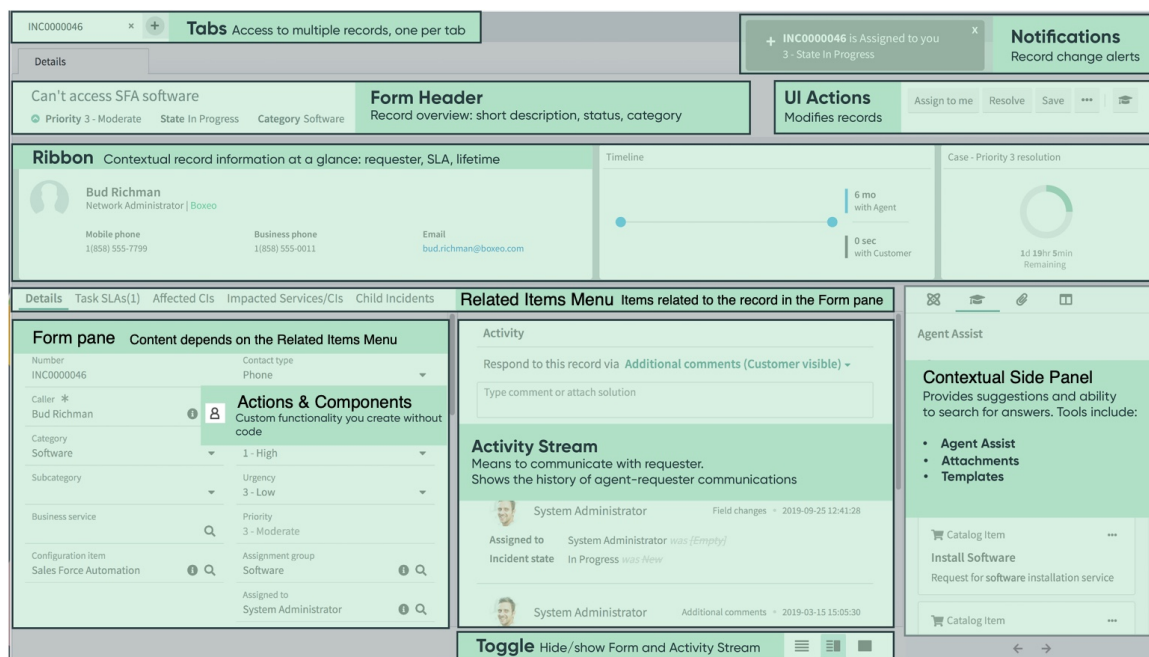 INC0000046 × +
Tabs Access to multiple records, one per tab
Details
+ INC0000046 is Assigned to you X
3 - State In Progress
Notifications
Record change alerts
Can't access SFA software
Priority 3 - Moderate State In Progress Category Software
Form Header
Record overview: short description, status, category
UI Actions
Modifies records
Assign to me Resolve Save •••
Ribbon Contextual record information at a glance: requester, SLA, lifetime
Bud Richman
Network Administrator | Boxeo
Mobile phone Business phone Email
1(858) 555-7799 1(858) 555-0011 bud.richman@boxeo.com
Timeline
6 mo
with Agent
0 sec
with Customer
Case - Priority 3 resolution
1d 19hr 5min
Remaining
Details Task SLAs(1) Affected CIs Impacted Services/CIs Child Incidents
Related Items Menu Items related to the record in the Form pane
Form pane Content depends on the Related Items Menu
Number Contact type
INC0000046 Phone
Caller *
Bud Richman
Actions & Components
Custom functionality you create without
code
Category
Software 1 - High
Subcategory Urgency
3 - Low
Business service Priority
3 - Moderate
Configuration item Assignment group
Sales Force Automation Software
Assigned to
System Administrator
Activity
Respond to this record via Additional comments (Customer visible)
Type comment or attach solution
Activity Stream
Means to communicate with requester.
Shows the history of agent-requester communications
System Administrator Field changes • 2019-09-25 12:41:28
Assigned to System Administrator was [Empty]
Incident state In Progress was New
System Administrator Additional comments • 2019-03-15 15:05:30
Toggle Hide/show Form and Activity Stream
Agent Assist
Contextual Side Panel
Provides suggestions and ability
to search for answers. Tools include:
• Agent Assist
• Attachments
• Templates
Catalog Item •••
Install Software
Request for software installation service
Catalog Item •••